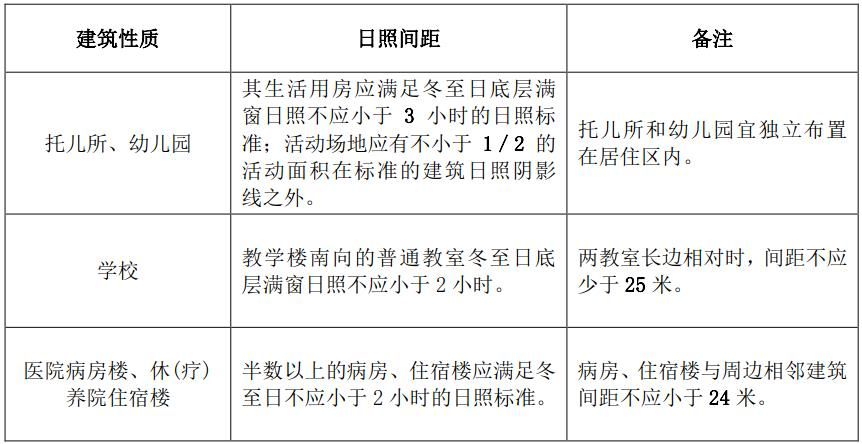 建筑性质
日照间距
备注
托儿所、幼儿园
其生活用房应满足冬至日底层满
窗日照不应小于 3 小时的日照标
准；活动场地应有不小于 1/2 的
活动面积在标准的建筑日照阴影
线之外。
托儿所和幼儿园宜独立布置
在居住区内。
学校
教学楼南向的普通教室冬至日底
层满窗日照不应小于 2 小时。
两教室长边相对时，间距不应
少于 25 米。
医院病房楼、休(疗)
养院住宿楼
半数以上的病房、住宿楼应满足冬
至日不应小于 2 小时的日照标准。
病房、住宿楼与周边相邻建筑
间距不应小于 24 米。